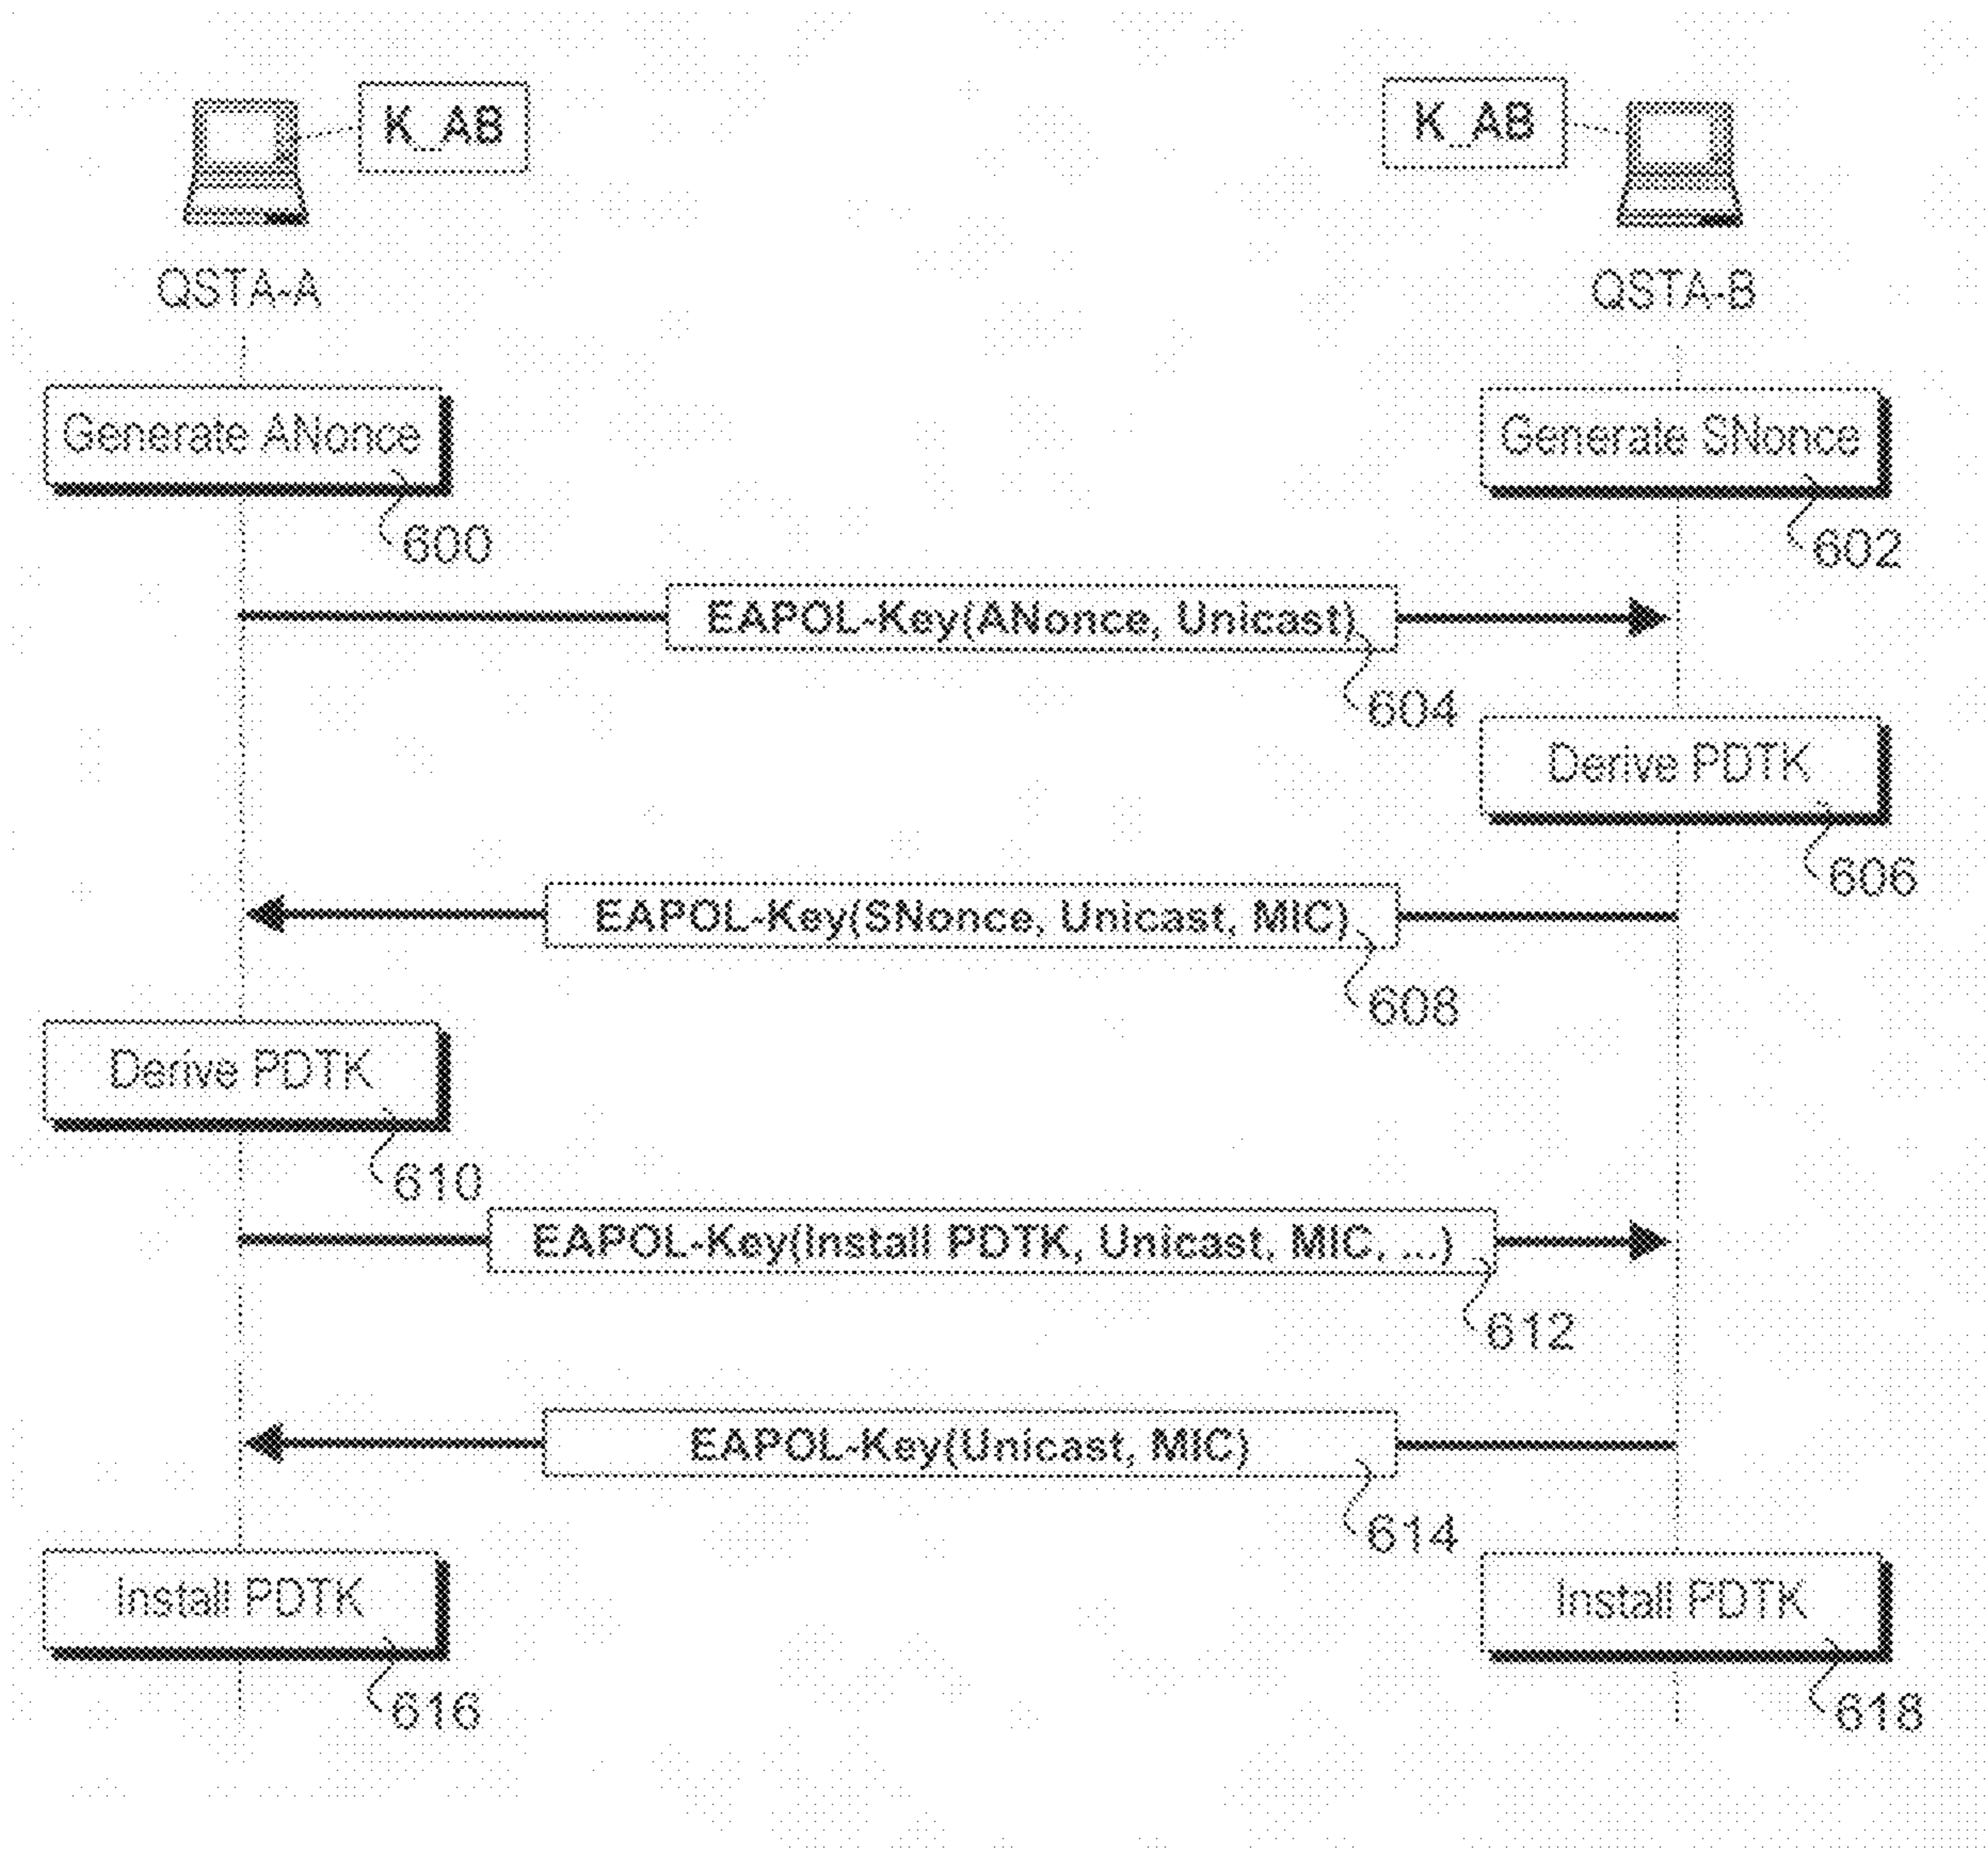 K_AB
K_AB
QSTA-A
QSTA-B
Generate ANonce
Generate SNonce
600
602
EAPOL-Key(ANonce, Unicast)
604
Derive PDTK
606
EAPOL-Key(SNonce, Unicast, MIC)
608
Derive PDTK
610
EAPOL-Key(Install PDTK, Unicast, MIC, ...)
612
EAPOL-Key(Unicast, MIC)
614
Install PDTK
Install PDTK
616
618